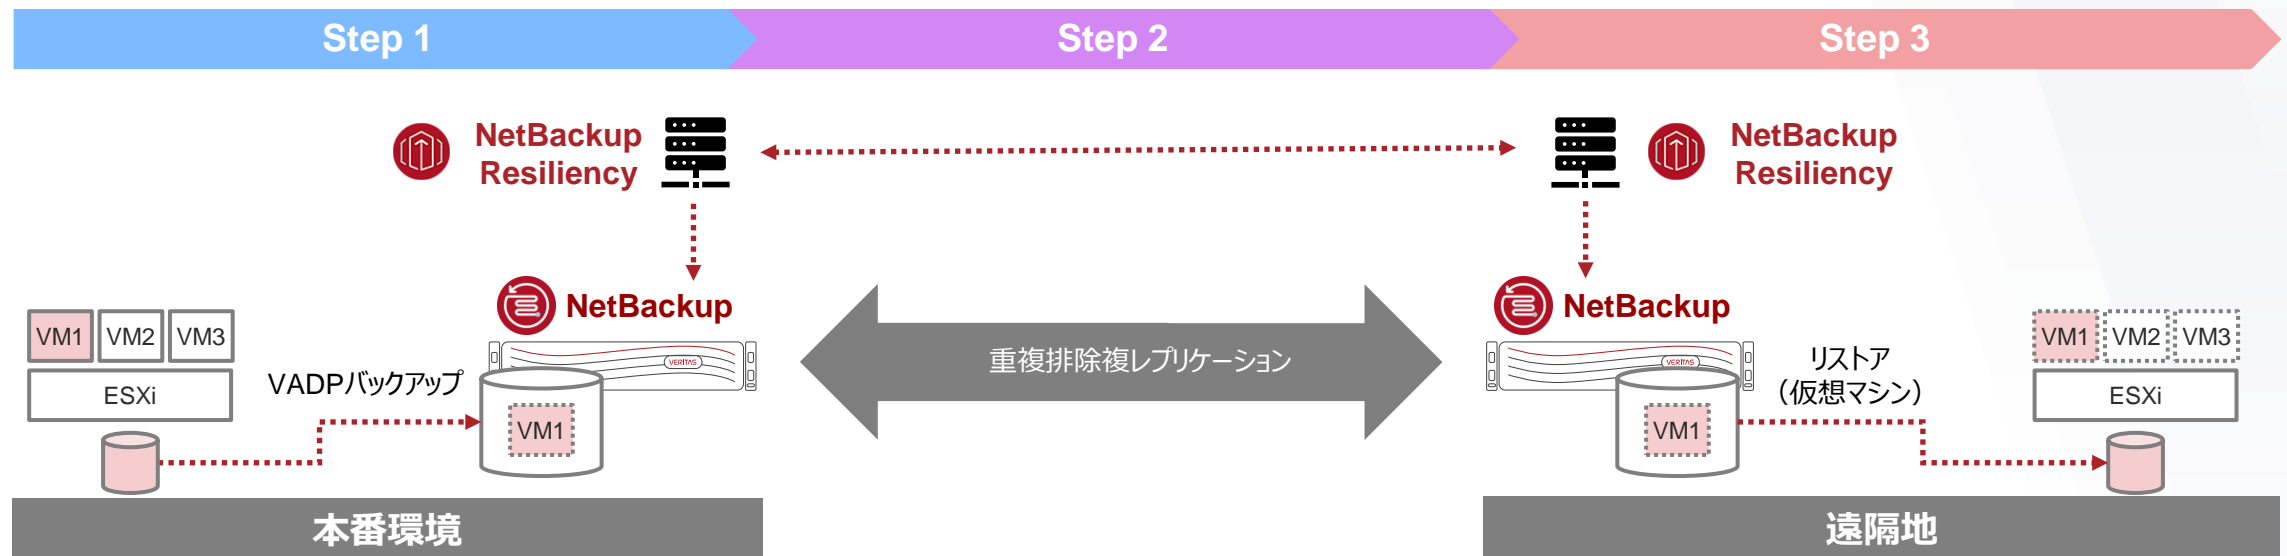 Step 1
Step 2
Step 3
NetBackup
Resiliency
NetBackup
Resiliency
NetBackup
NetBackup
VM1
VM2
VM3
ESXi
VADPバックアップ
VERITAS
VM1
重複排除複レプリケーション
VERITAS
VM1
リストア
（仮想マシン）
VM1
VM2
VM3
ESXi
本番環境
遠隔地